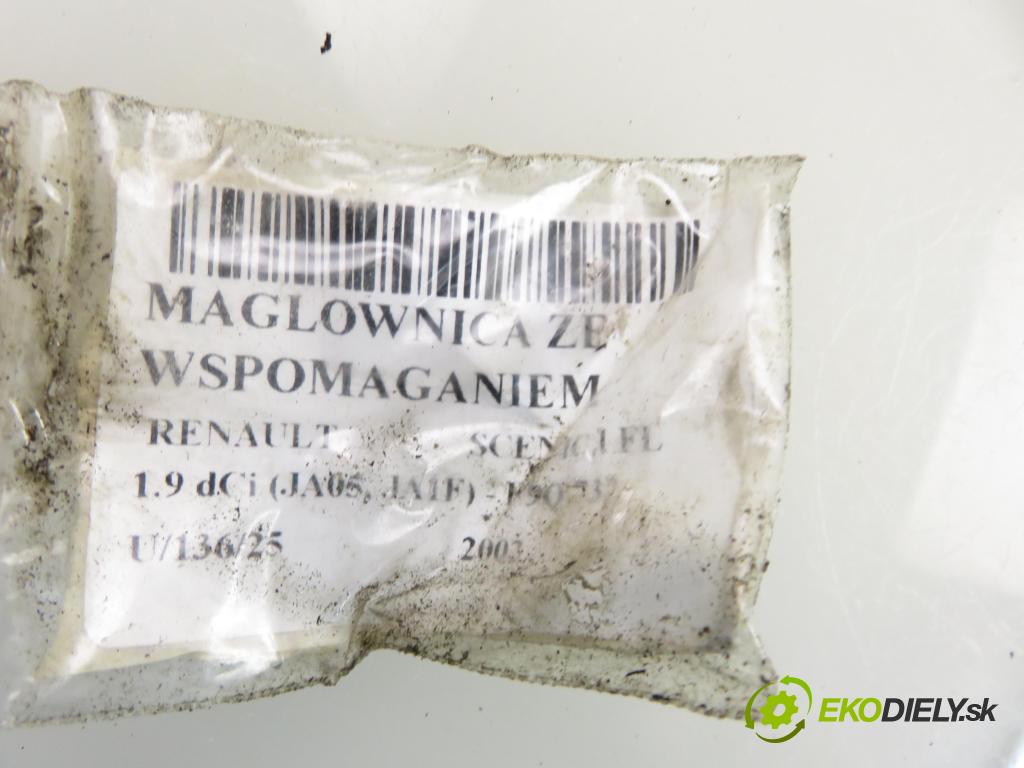 MAGLOWNICA ZE
WSPOMAGANIEM
RENAULT SCENIC I FL
1.9 dCi (JA05, JA1F) -
U/136/25
EKODIELY.sk